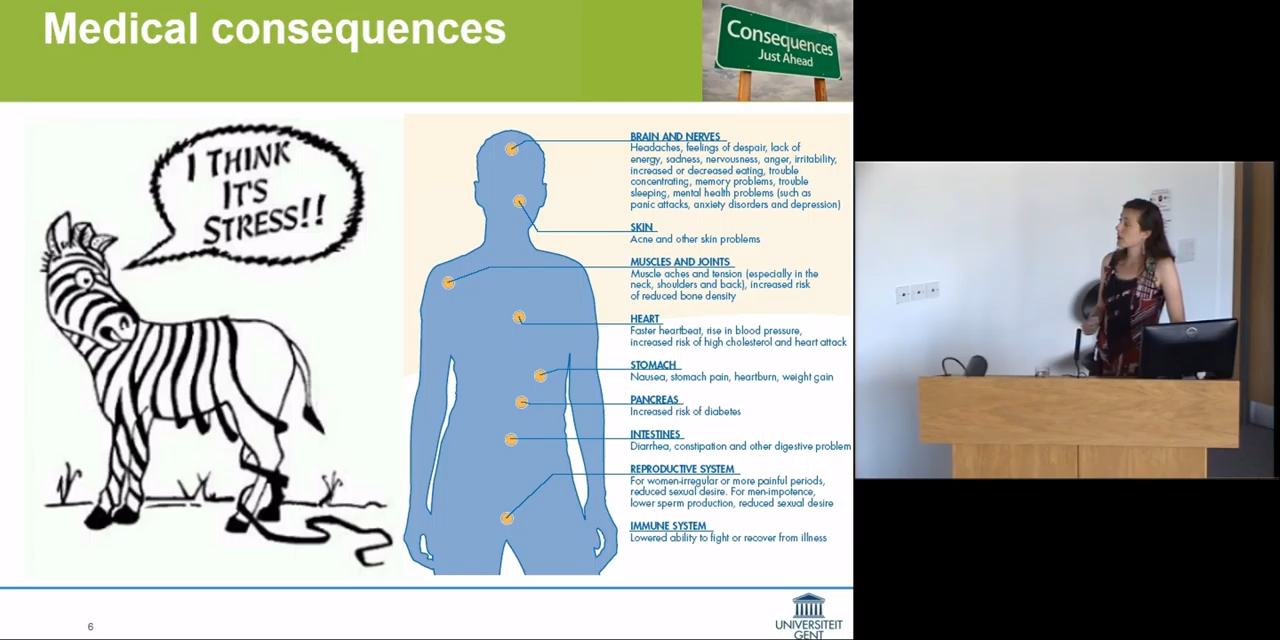 Medical consequences
Consequences
Just Ahead
I THINK
IT'S
STRESS!!
BRAIN AND NERVES
Headaches, feelings of despair, lack of
energy, sadness, nervousness, anger, irritability,
increased or decreased eating, trouble
concentrating, memory problems, trouble
sleeping, mental health problems (such as
panic attacks, anxiety disorders and depression)
SKIN
Acne and other skin problems
MUSCLES AND JOINTS
Muscle aches and tension (especially in the
neck, shoulders and back), increased risk
of reduced bone density
HEART
Faster heartbeat, rise in blood pressure,
increased risk of high cholesterol and heart attack
STOMACH
Nausea, stomach pain, heartburn, weight gain
PANCREAS
Increased risk of diabetes
INTESTINES
Diarrhea, constipation and other digestive problem
REPRODUCTIVE SYSTEM
For women-irregular or more painful periods,
reduced sexual desire. For men-impotence,
lower sperm production, reduced sexual desire
IMMUNE SYSTEM
Lowered ability to fight or recover from illness
6
UNIVERSITEIT
GENT